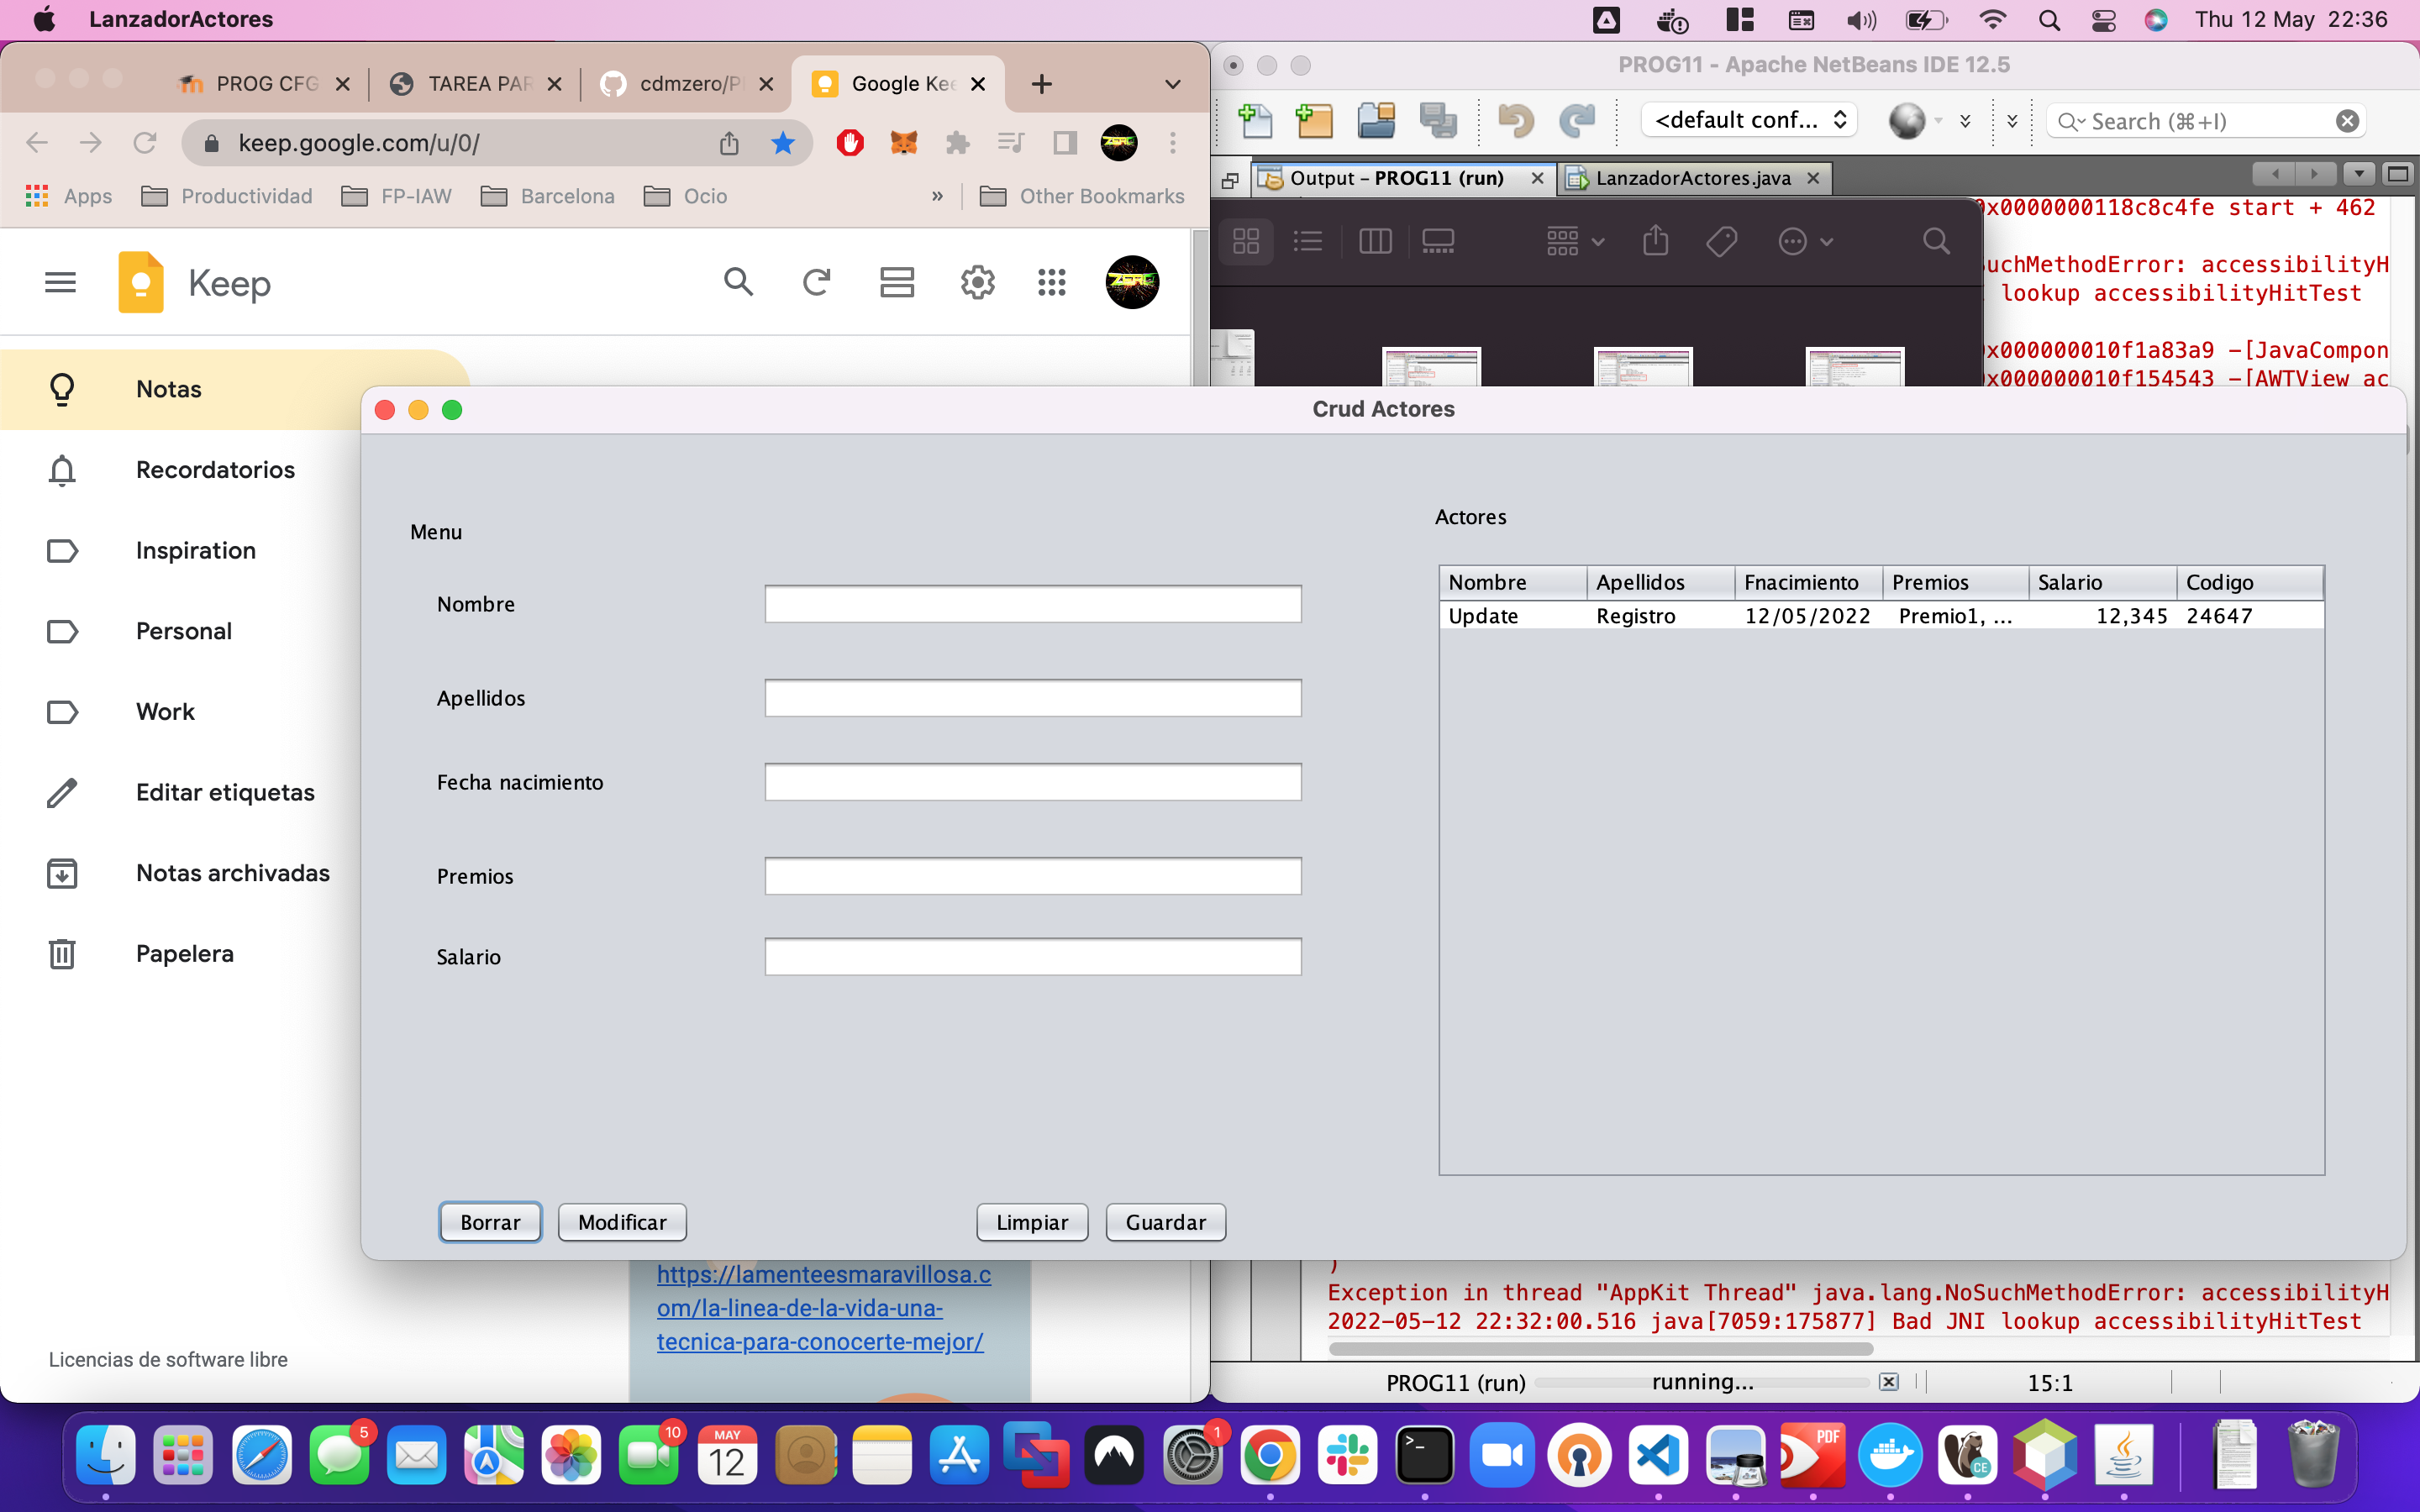 LanzadorActores
Thu 12 May 22:36
PROG CFG
TAREA PAR
cdmzero/P
Google Kee
keep.google.com/u/0/
Apps
Productividad
FP-IAW
Barcelona
Ocio
»
Other Bookmarks
Keep
Notas
Recordatorios
Inspiration
Personal
Work
Editar etiquetas
Notas archivadas
Papelera
Licencias de software libre
https://lamenteesmaravillosa.c
om/la-linea-de-la-vida-una-
tecnica-para-conocerte-mejor/
PROG11 - Apache NetBeans IDE 12.5
<default conf...
Search (⌘+I)
Output - PROG11 (run)
LanzadorActores.java
0x0000000118c8c4fe start + 462
SuchMethodError: accessibilityH
lookup accessibilityHitTest
0x000000010f1a83a9 -[JavaCompon
0x000000010f154543 -[AWTView ac
Crud Actores
Menu
Nombre
Apellidos
Fecha nacimiento
Premios
Salario
Borrar
Modificar
Limpiar
Guardar
Actores
Nombre Apellidos Fnacimiento Premios Salario Codigo
Update Registro 12/05/2022 Premio1, ... 12,345 24647
)
Exception in thread "AppKit Thread" java.lang.NoSuchMethodError: accessibilityH
2022-05-12 22:32:00.516 java[7059:175877] Bad JNI lookup accessibilityHitTest
PROG11 (run)
running...
15:1
5
10
MAY
12
1
PDF
CE